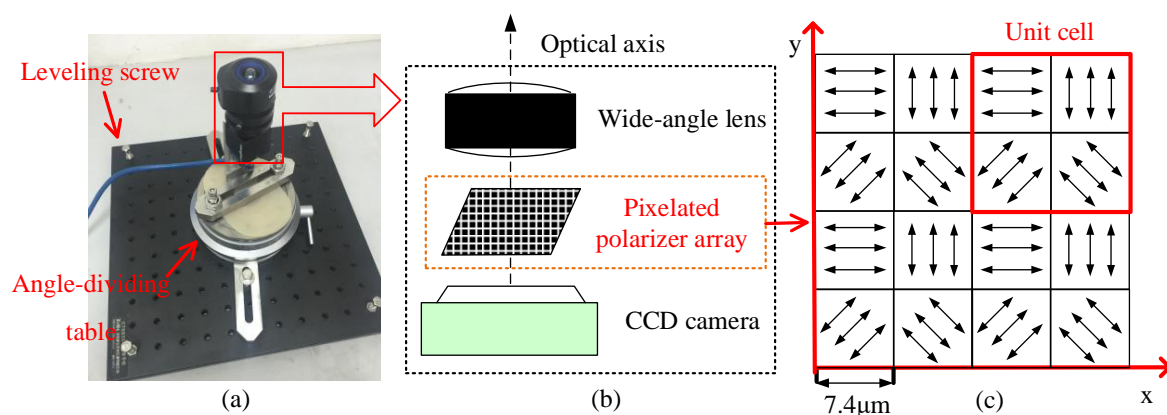 Leveling screw
Angle-dividing
table
(a)
Optical axis
Wide-angle lens
Pixelated
polarizer array
CCD camera
(b)
y
Unit cell
7.4μm
(c)
x